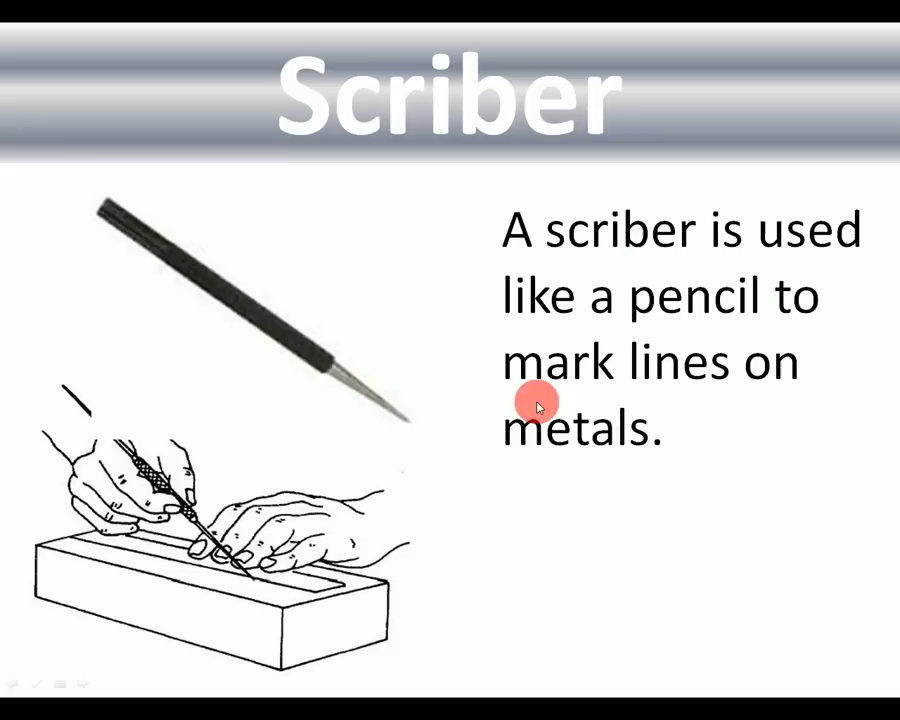 Scriber
A scriber is used
like a pencil to
mark lines on
metals.